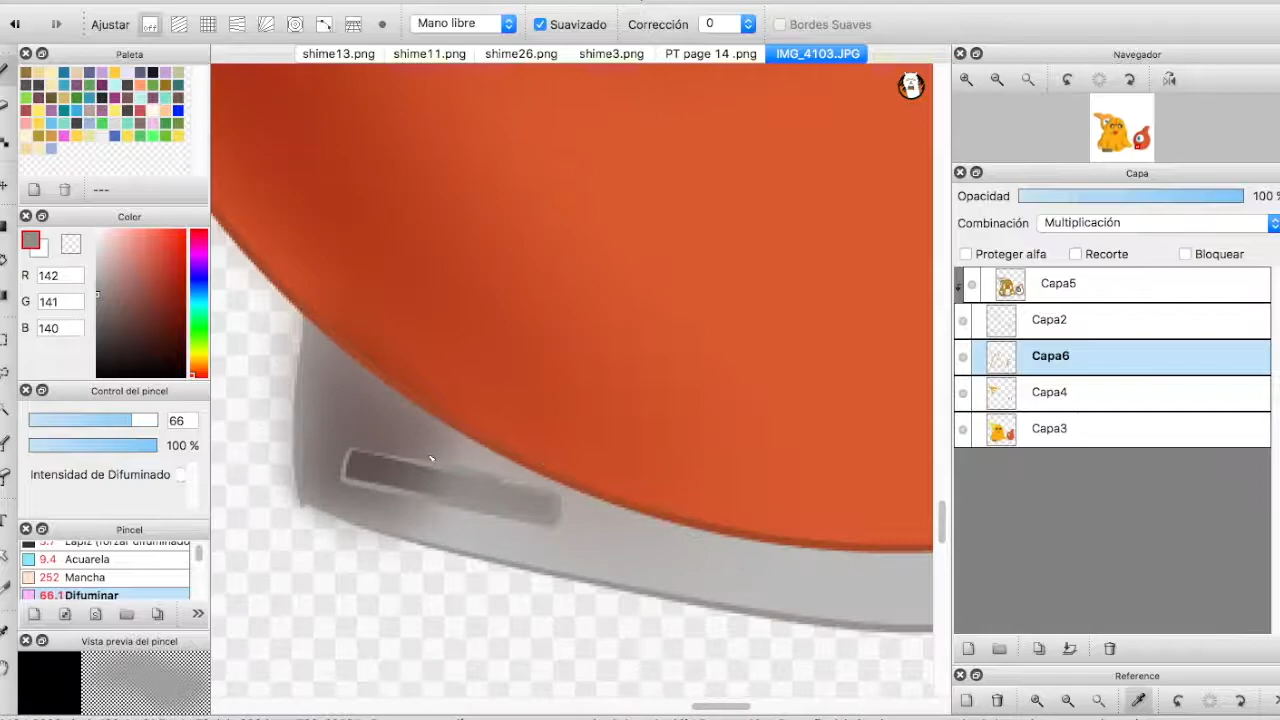 Ajustar
Mano libre
Suavizado
Corrección
0
Bordes Suaves
Paleta
shime13.png
shime11.png
shime26.png
shime3.png
PT page 14 .png
IMG_4103.JPG
Navegador
---
Capa
Opacidad
100 %
Combinación
Multiplicación
Proteger alfa
Recorte
Bloquear
Color
R
142
G
141
B
140
Capa5
Capa2
Capa6
Capa4
Capa3
Control del pincel
66
100 %
Intensidad de Difuminado
Pincel
Lápiz (forzar difuminado
9.4 Acuarela
252 Mancha
66.1 Difuminar
Vista previa del pincel
Reference